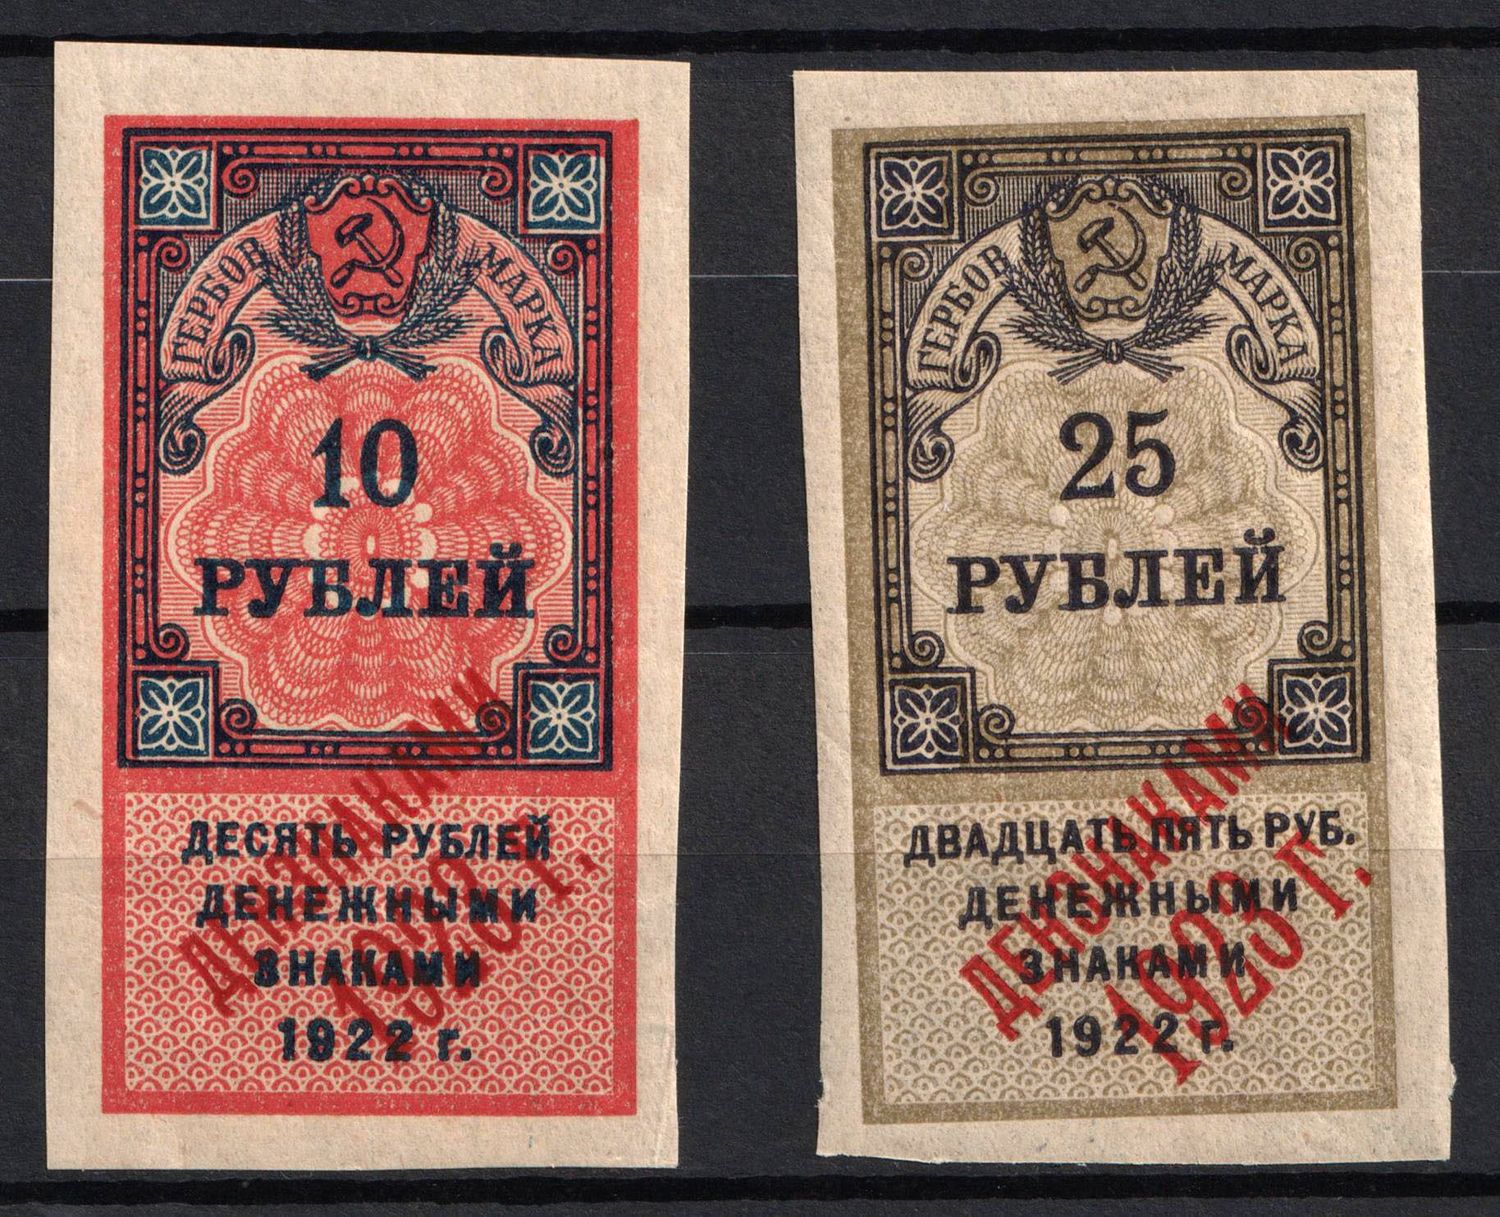 ГЕРБОВ МАРКА
10
РУБЛЕЙ
ДЕСЯТЬ РУБЛЕЙ
ДЕНЕЖНЫМИ
ЗНАКАМИ
1922 г.
ДЕНЗНАКАМИ
1923 г.
ГЕРБОВ МАРКА
25
РУБЛЕЙ
ДВАДЦАТЬ ПЯТЬ РУБ.
ДЕНЕЖНЫМИ
ЗНАКАМИ
1922 г.
ДЕНЗНАКАМИ
1923 г.